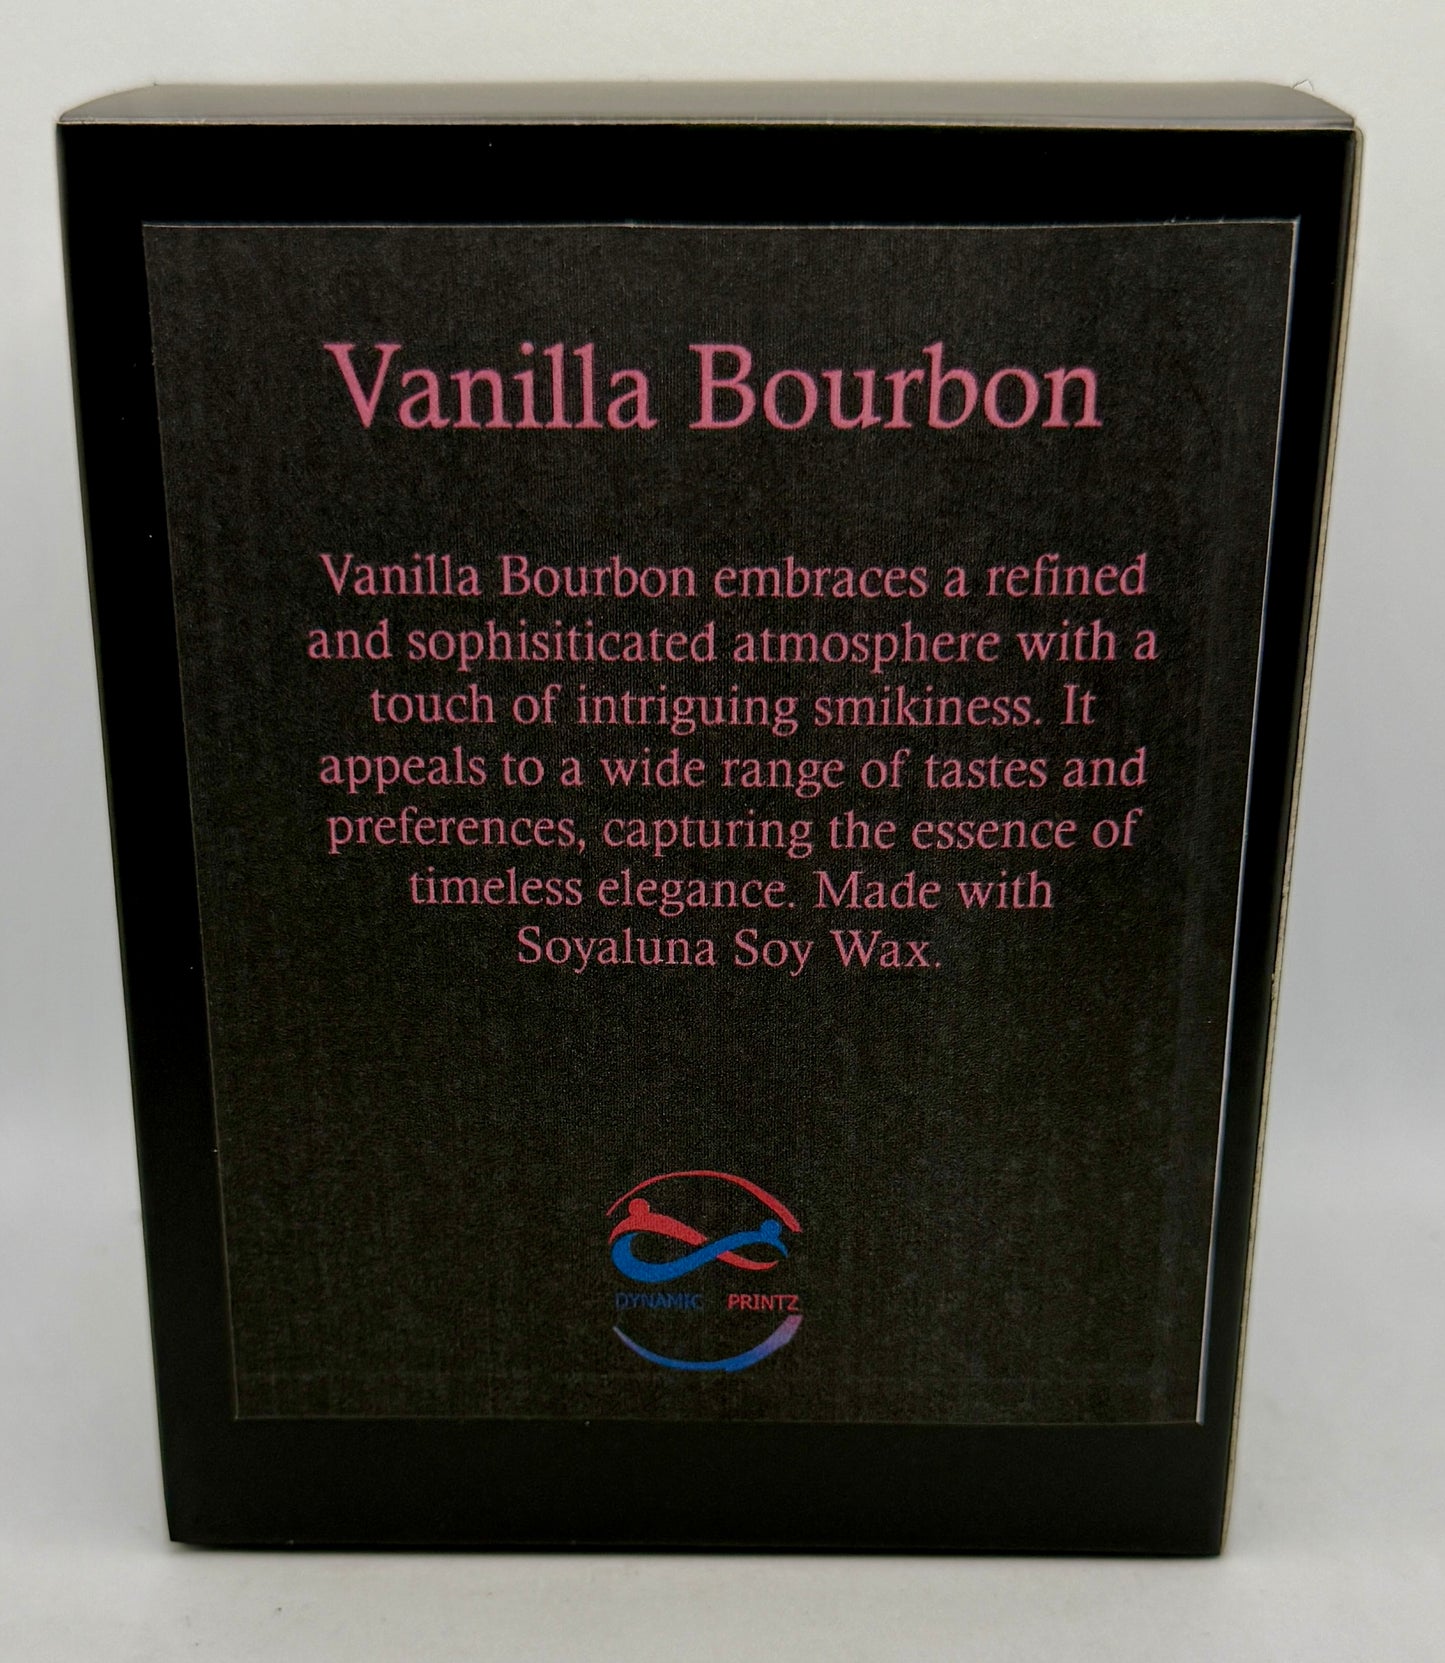 Vanilla Bourbon
Vanilla Bourbon embraces a refined
and sophisiticated atmosphere with a
touch of intriguing smikiness. It
appeals to a wide range of tastes and
preferences, capturing the essence of
timeless elegance. Made with
Soyaluna Soy Wax.
DYNAMIC PRINTZ